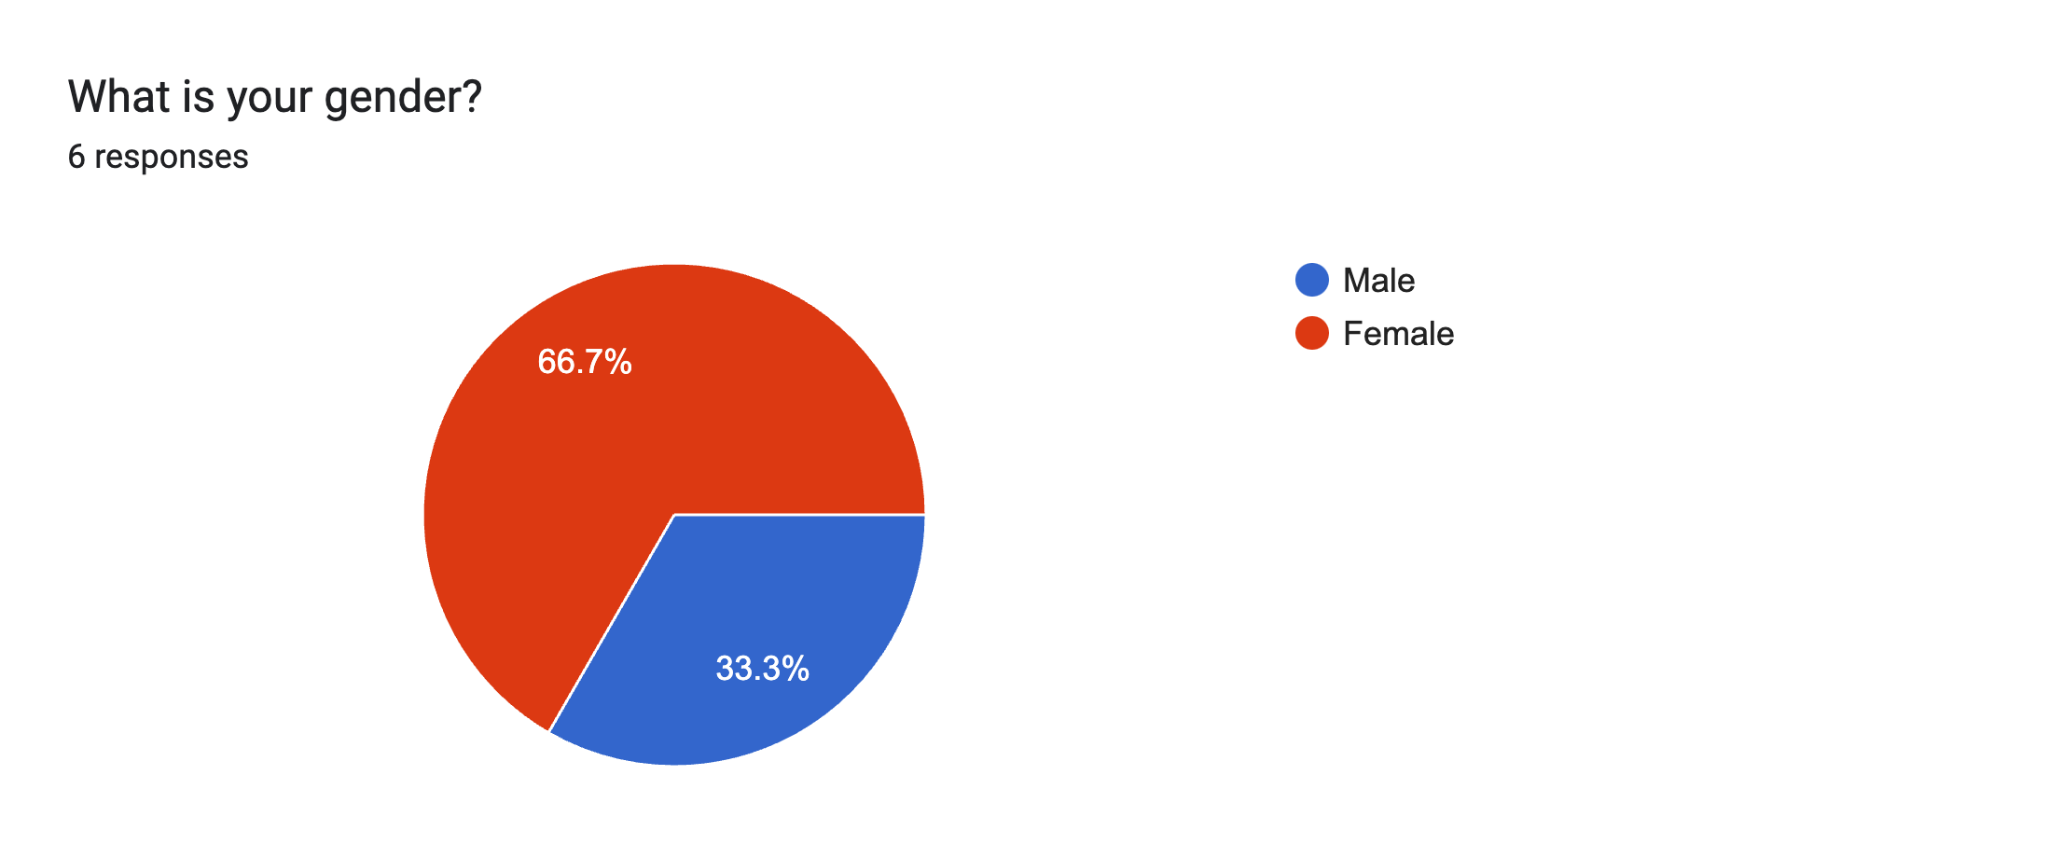 What is your gender?
6 responses
66.7%
33.3%
Male
Female